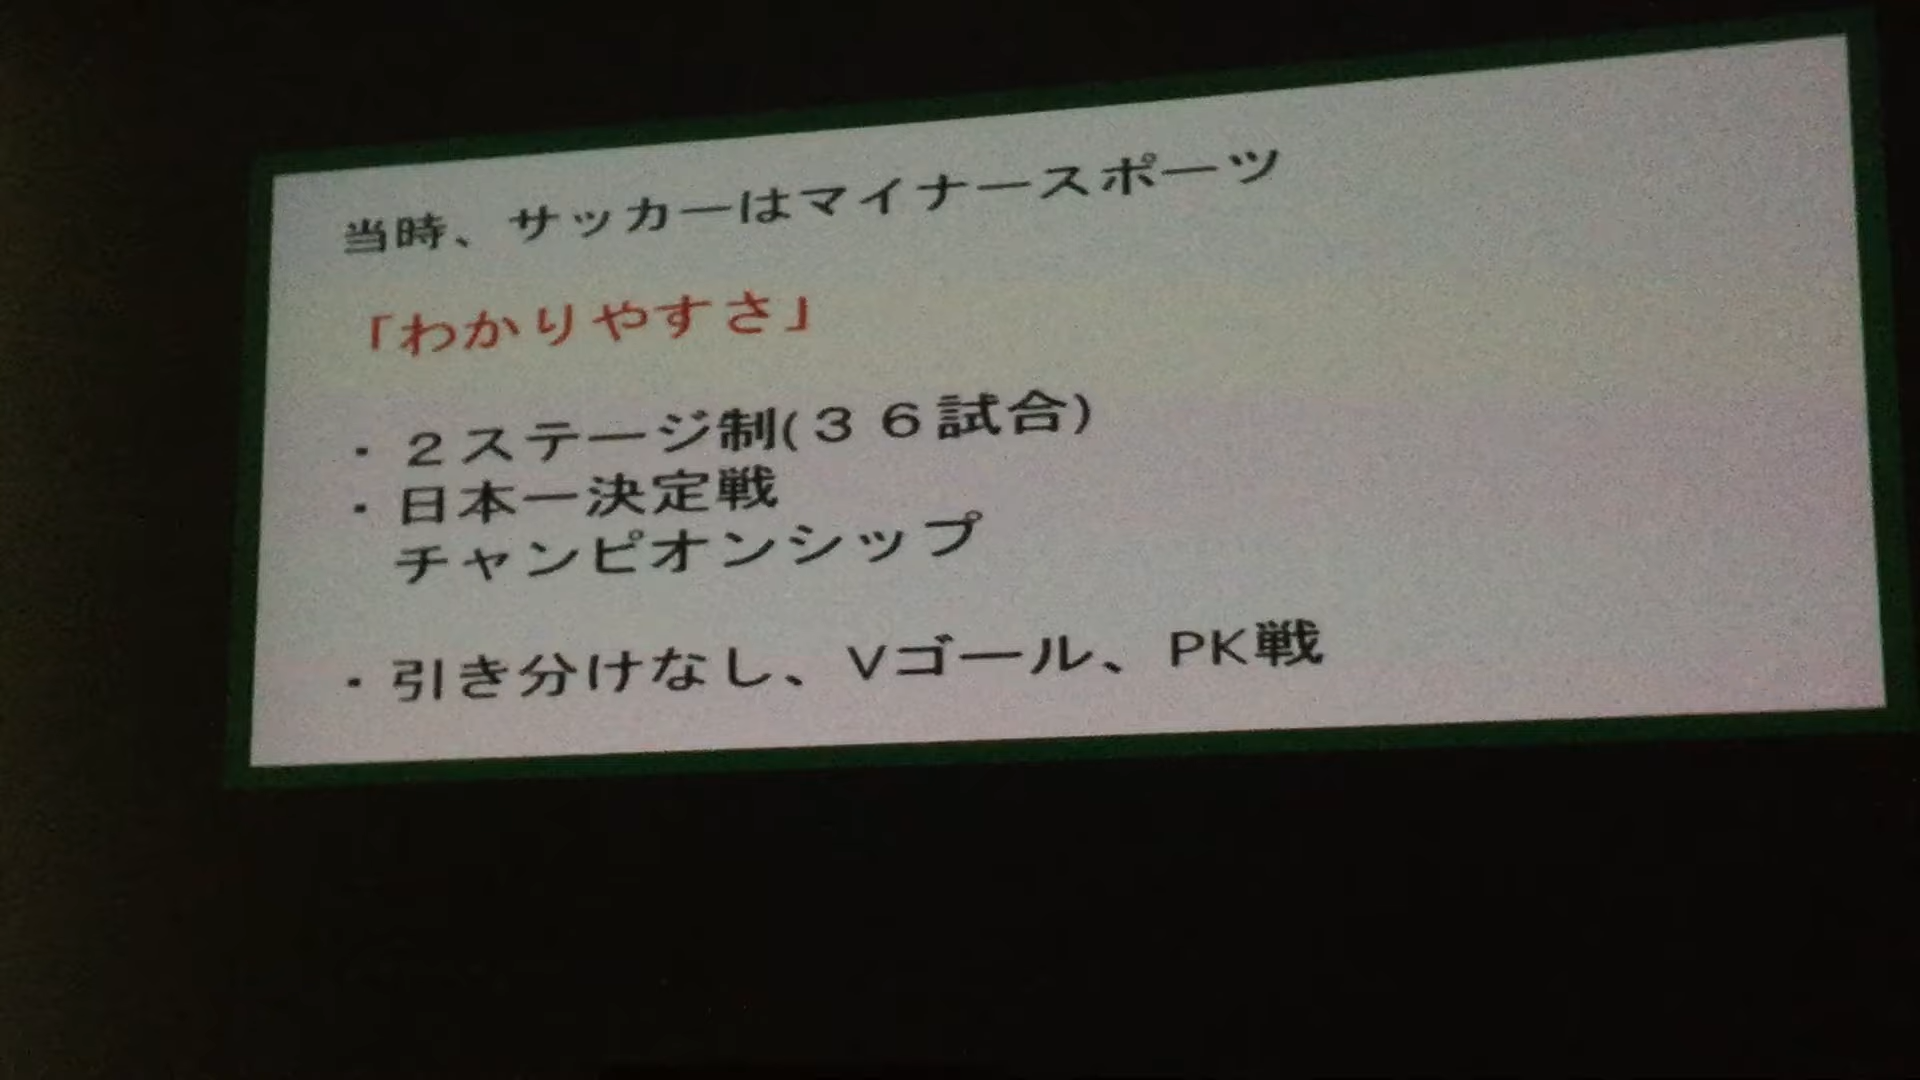 当時、サッカーはマイナースポーツ
「わかりやすさ」
・２ステージ制(３６試合)
・日本一決定戦
チャンピオンシップ
・引き分けなし、Vゴール、PK戦